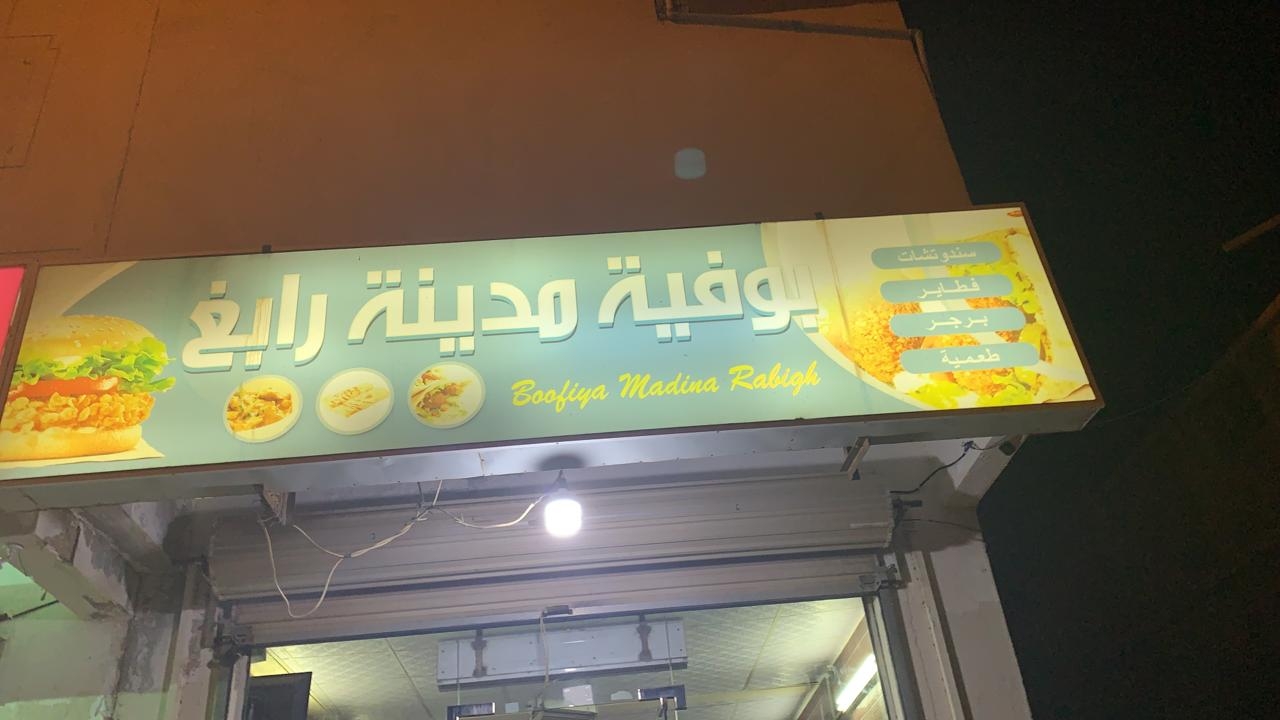 بوفية مدينة رابغ
Boofiya Madina Rabigh
سندوتشات
فطاير
برجر
طعمية